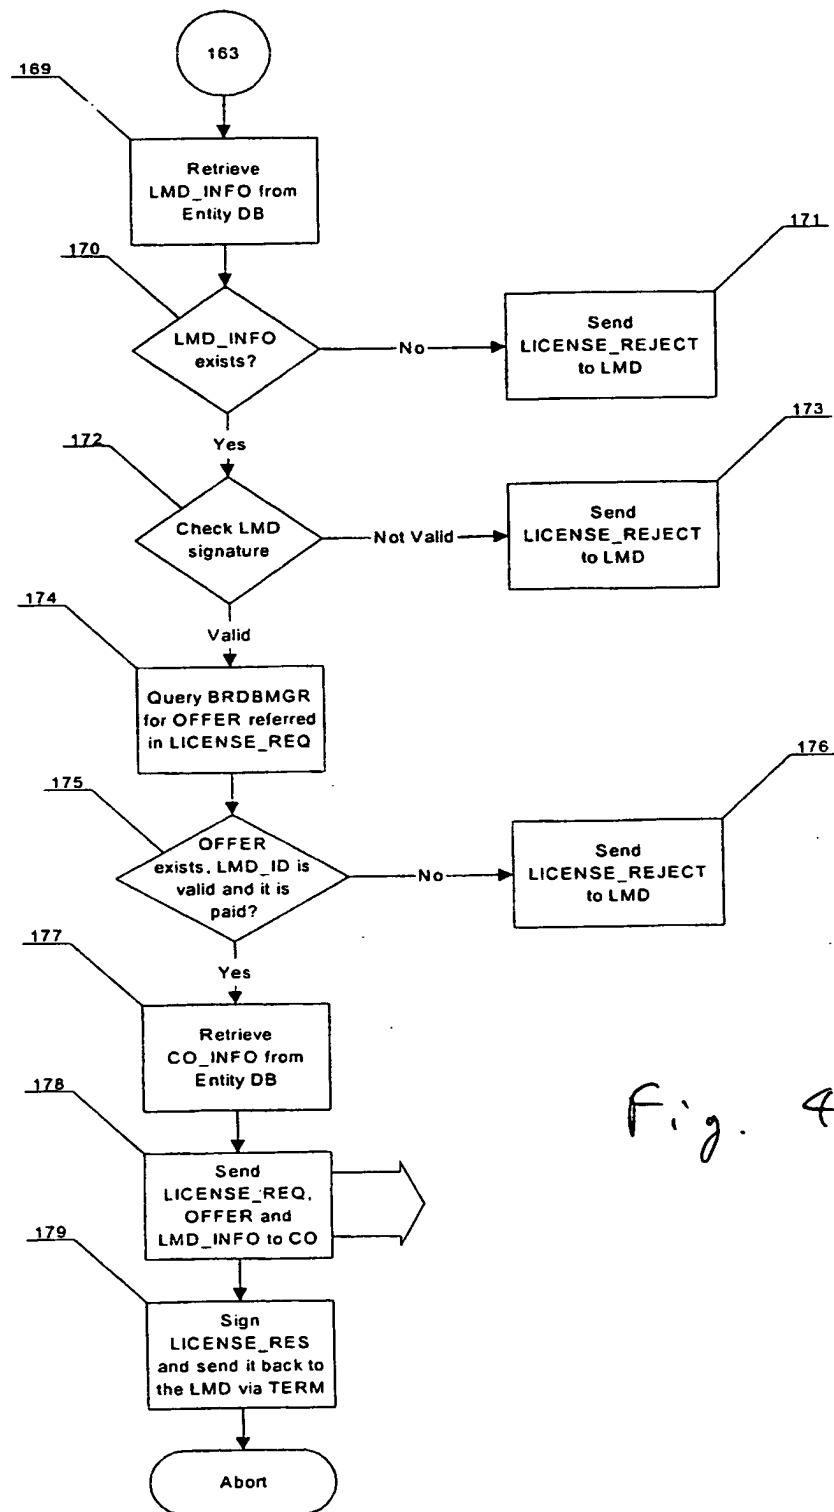 163
169
Retrieve
LMD_INFO from
Entity DB
170
LMD_INFO
exists?
No
171
Send
LICENSE_REJECT
to LMD
Yes
172
Check LMD
signature
Not Valid
173
Send
LICENSE_REJECT
to LMD
Valid
174
Query BRDBMGR
for OFFER referred
in LICENSE_REQ
175
OFFER
exists, LMD_ID is
valid and it is
paid?
No
176
Send
LICENSE_REJECT
to LMD
Yes
177
Retrieve
CO_INFO from
Entity DB
178
Send
LICENSE_REQ,
OFFER and
LMD_INFO to CO
179
Sign
LICENSE_RES
and send it back to
the LMD via TERM
Abort
Fig. 4